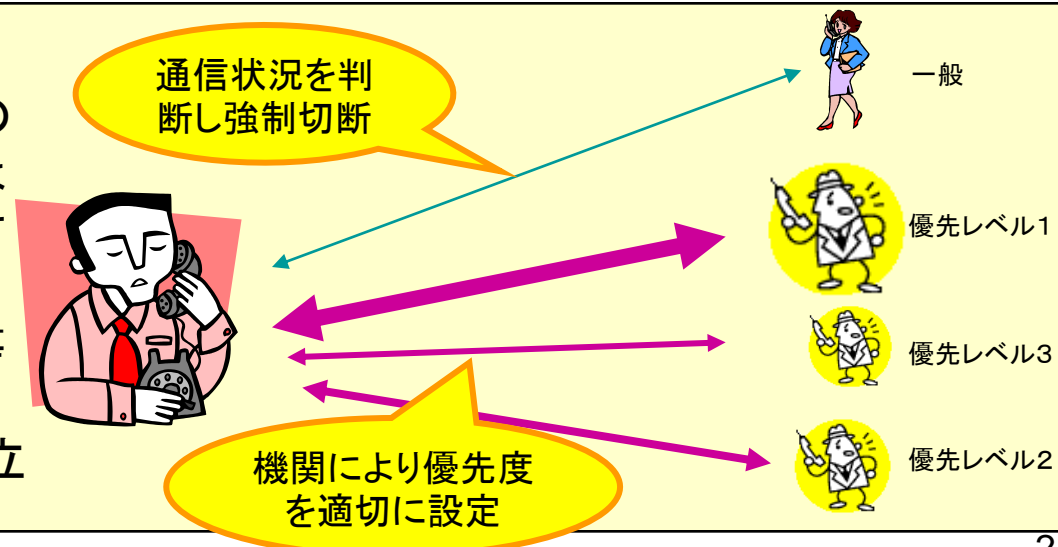 通信状況を判
断し強制切断
一般
の
優先レベル1
優先レベル3
優先レベル2
立
機関により優先度
を適切に設定